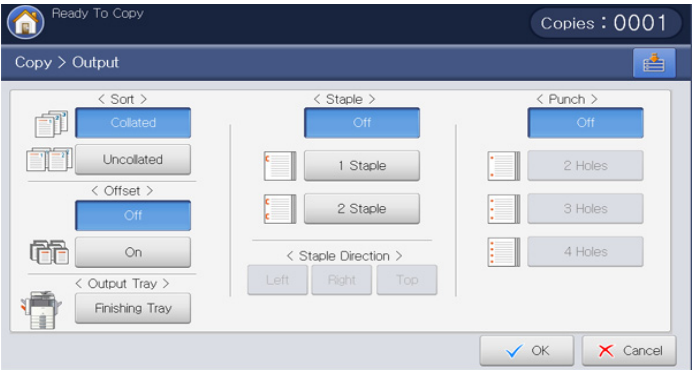 Ready To Copy
Copies : 0001
Copy > Output
< Sort >
Collated
Uncollated
< Offset >
Off
On
< Output Tray >
Finishing Tray
< Staple >
Off
1 Staple
2 Staple
< Staple Direction >
Left Right Top
< Punch >
Off
2 Holes
3 Holes
4 Holes
OK Cancel